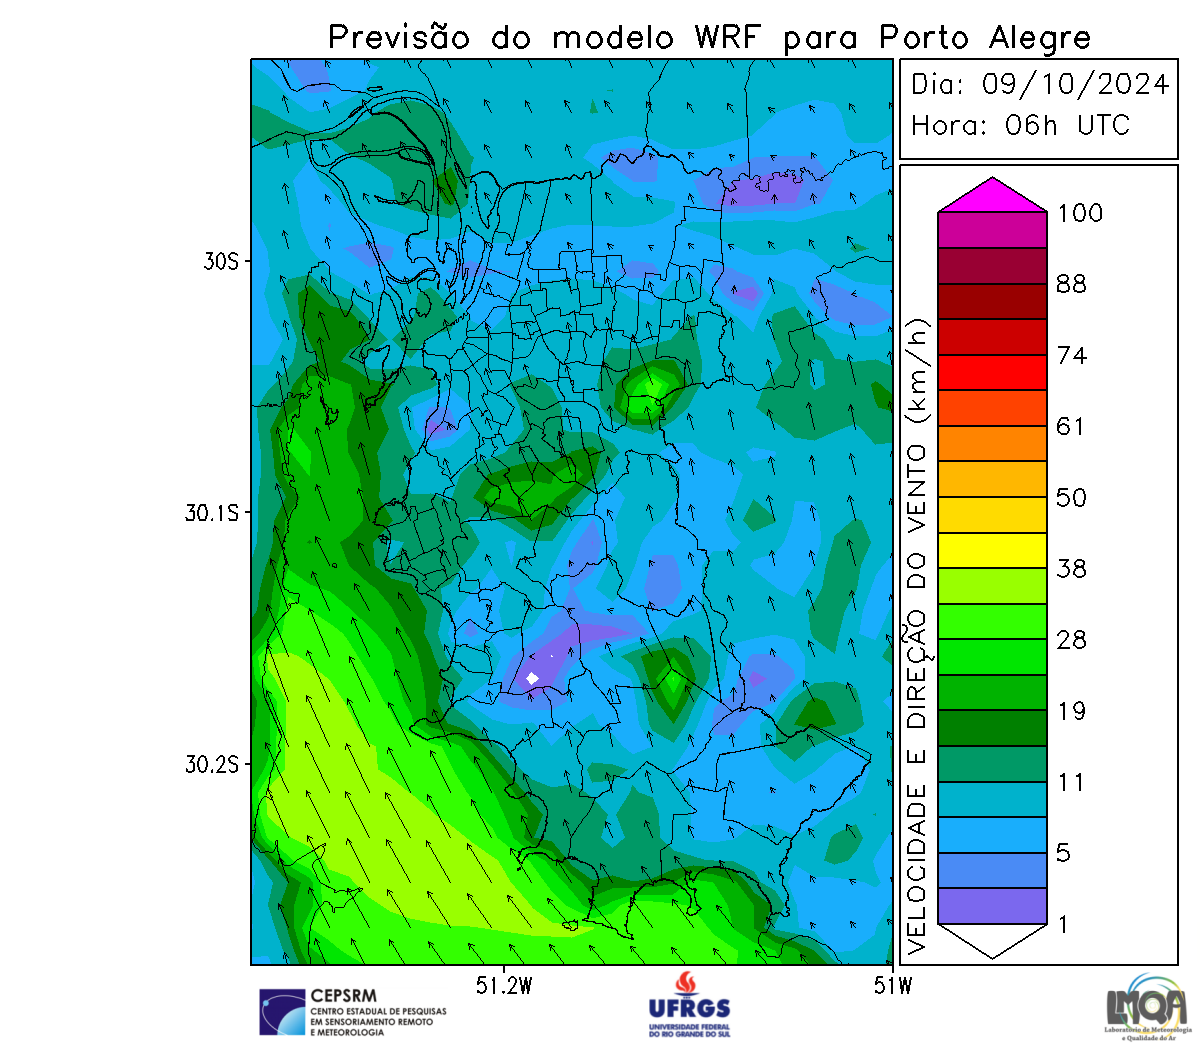 Previsão do modelo WRF para Porto Alegre
Dia: 09/10/2024
Hora: 06h UTC
100
88
74
61
50
38
28
19
11
5
1
VELOCIDADE E DIREÇÃO DO VENTO (km/h)
30S
30.1S
30.2S
51.2W
51W
CEPSRM
CENTRO ESTADUAL DE PESQUISAS
EM SENSORIAMENTO REMOTO
E METEOROLOGIA
UFRGS
UNIVERSIDADE FEDERAL
DO RIO GRANDE DO SUL
LMQA
Laboratório de Meteorologia
e Qualidade do Ar